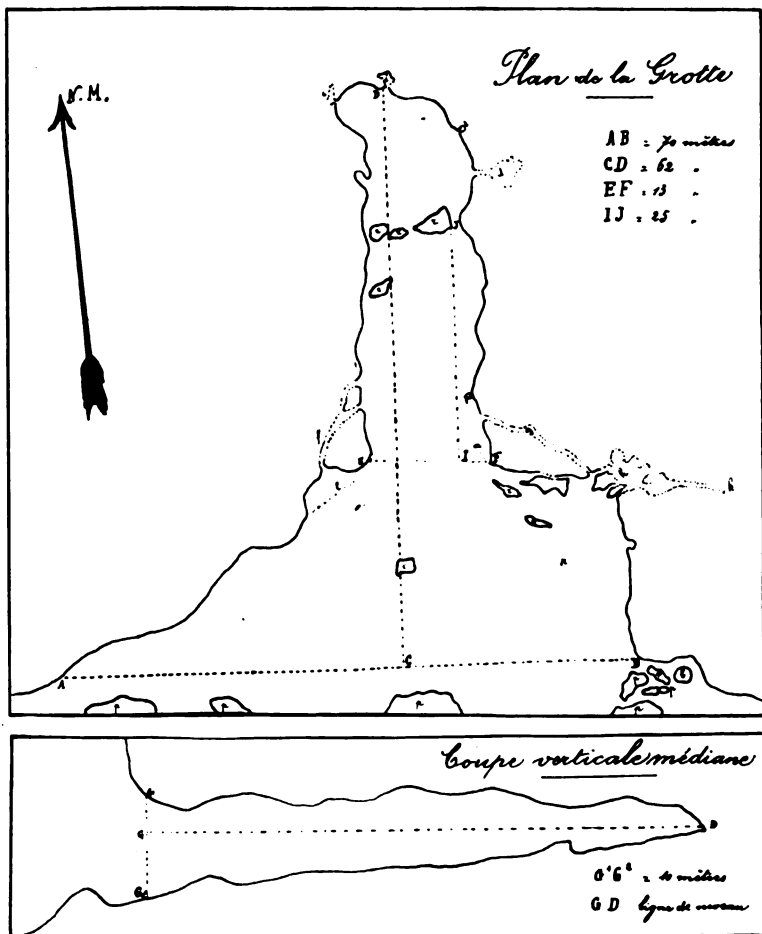 Plan de la Grotte
N.M.
AB = 70 mètres
CD = 62 "
EF = 13 "
IJ = 25 "
D
J
E
I
F
C
A
B
Coupe verticale médiane
G
D
G'G² = 10 mètres
GD ligne de niveau